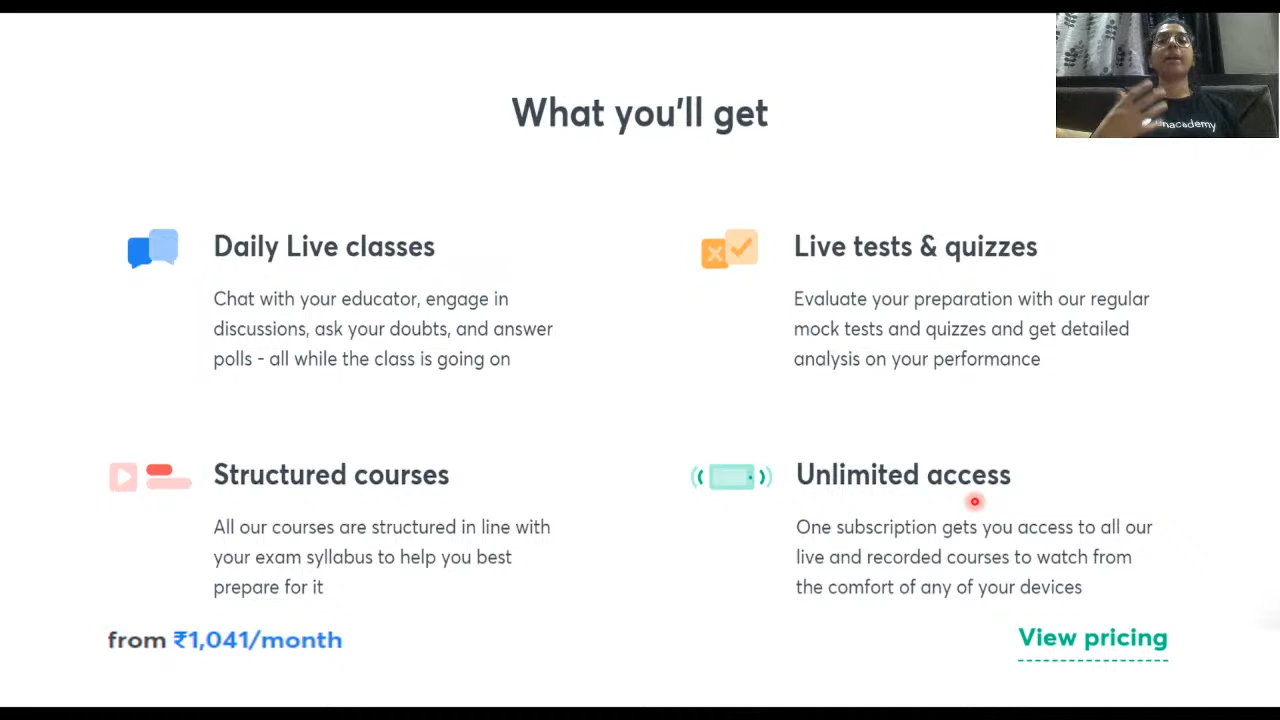 What you'll get
Daily Live classes
Chat with your educator, engage in
discussions, ask your doubts, and answer
polls - all while the class is going on
Live tests & quizzes
Evaluate your preparation with our regular
mock tests and quizzes and get detailed
analysis on your performance
Structured courses
All our courses are structured in line with
your exam syllabus to help you best
prepare for it
Unlimited access
One subscription gets you access to all our
live and recorded courses to watch from
the comfort of any of your devices
from ₹1,041/month
View pricing